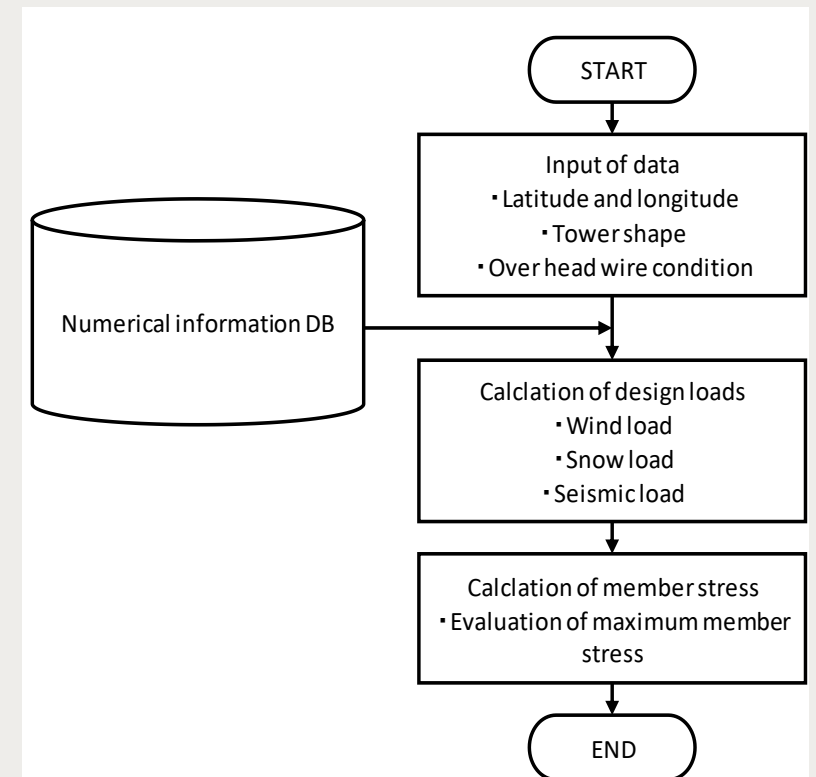 START
Input of data
・Latitude and longitude
・Tower shape
・Over head wire condition
Numerical information DB
Calclation of design loads
・Wind load
・Snow load
・Seismic load
Calclation of member stress
・Evaluation of maximum member
stress
END